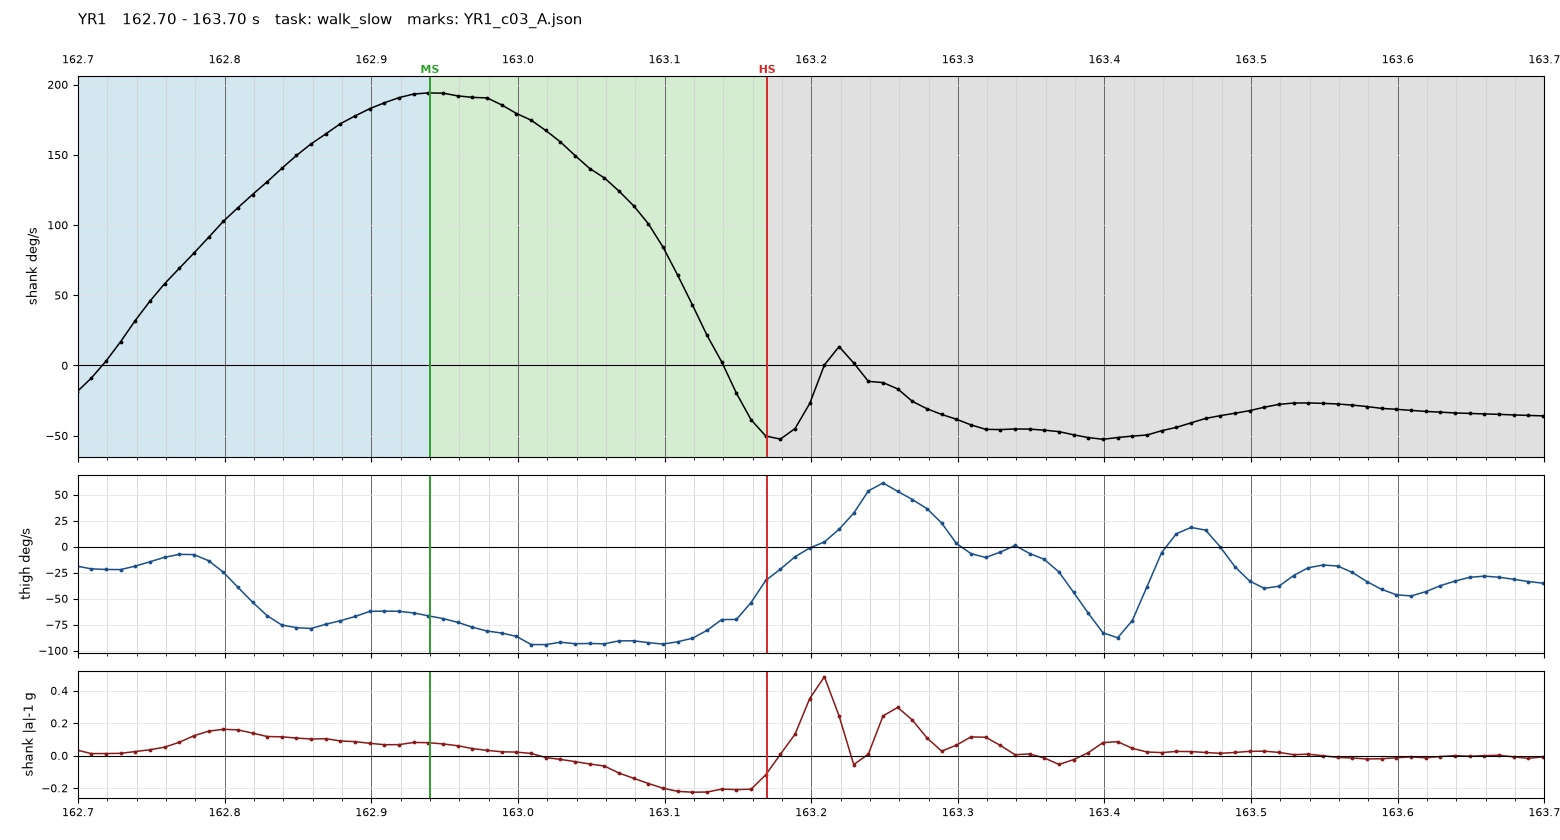 YR1   162.70 - 163.70 s   task: walk_slow   marks: YR1_c03_A.json
162.7 162.8 162.9 163.0 163.1 163.2 163.3 163.4 163.5 163.6 163.7
MS HS
200
150
100
50
0
−50
shank deg/s
50
25
0
−25
−50
−75
−100
thigh deg/s
0.4
0.2
0.0
−0.2
shank |a|-1 g
162.7 162.8 162.9 163.0 163.1 163.2 163.3 163.4 163.5 163.6 163.7